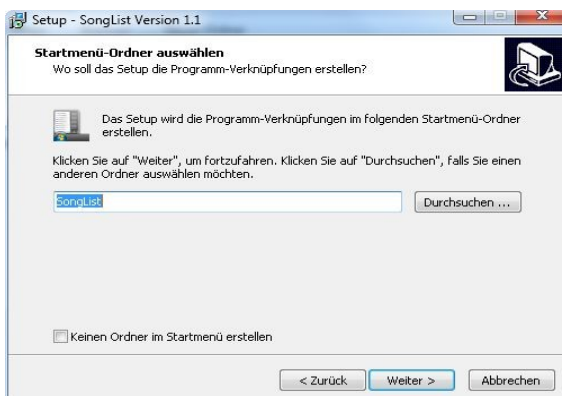 Setup - SongList Version 1.1
Startmenü-Ordner auswählen
Wo soll das Setup die Programm-Verknüpfungen erstellen?
Das Setup wird die Programm-Verknüpfungen im folgenden Startmenü-Ordner
erstellen.
Klicken Sie auf "Weiter", um fortzufahren. Klicken Sie auf "Durchsuchen", falls Sie einen
anderen Ordner auswählen möchten.
SongList
Durchsuchen ...
Keinen Ordner im Startmenü erstellen
< Zurück
Weiter >
Abbrechen